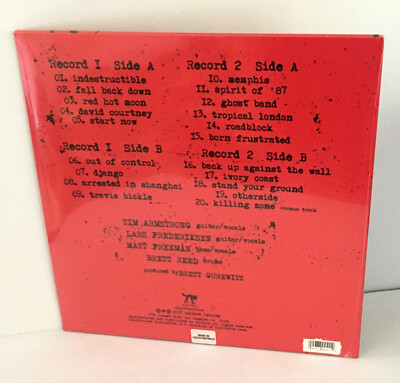 Record 1 Side A
01. indestructible
02. fall back down
03. red hot moon
04. david courtney
05. start now
Record 1 Side B
06. out of control
07. django
08. arrested in shanghai
09. travis bickle
Record 2 Side A
10. memphis
11. spirit of '87
12. ghost band
13. tropical london
14. roadblock
15. born frustrated
Record 2 Side B
16. back up against the wall
17. ivory coast
18. stand your ground
19. otherside
20. killing zone bonus track
TIM ARMSTRONG guitar/vocals
LARS FREDERIKSEN guitar/vocals
MATT FREEMAN bass/vocals
BRETT REED drums
produced by BRETT GUREWITZ